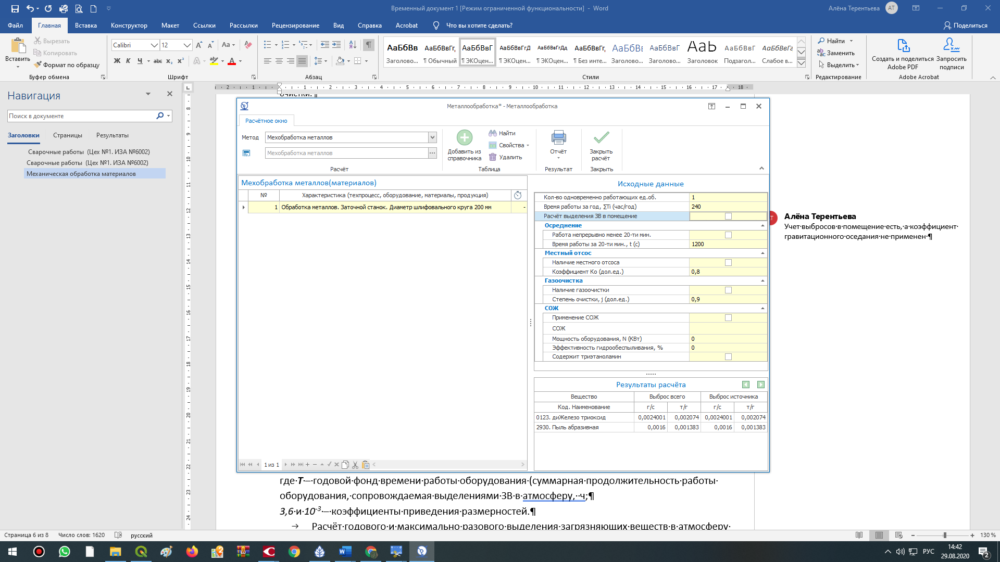 Временный документ 1 [Режим ограниченной функциональности] - Word
Алёна Терентьева
АТ
Файл Главная Вставка Конструктор Макет Ссылки Рассылки Рецензирование Вид Справка Acrobat Что вы хотите сделать? Поделиться
Вставить
Вырезать
Копировать
Формат по образцу
Буфер обмена
Calibri 12 Aa
Ж К Ч abc x₂ x²
Шрифт
Абзац
АаБбВв АаБбВвГг, АаБбВвГ АаБбВвГгД АаБбВвГгДд АаБбВвГг, АаБбВı АаБбВвГ АаЬ АаБбВвГ АаБбВвГг
Заголово... ¶ Обычный ¶ ЭКОцен... ¶ ЭКОцен... ¶ ЭКОцен... ¶ Без инте... Заголово... Заголово... Заголовок Подзагол... Слабое в...
Стили
Найти
Заменить
Выделить
Редактирование
Создать и поделиться Adobe PDF
Запросить подписи
Adobe Acrobat
Навигация
Поиск в документе
Заголовки Страницы Результаты
Сварочные работы (Цех №1. ИЗА №6002)
Сварочные работы (Цех №1. ИЗА №6002)
Механическая обработка материалов
очистки.¶
Металлообработка* - Металлообработка
Расчётное окно
Метод Мехобработка металлов
Мехобработка металлов
Расчёт
Добавить из справочника
Найти
Свойства
Удалить
Таблица
Отчёт
Результат
Закрыть расчёт
Закрыть
Мехобработка металлов(материалов)
№ Характеристика (техпроцесс, оборудование, материалы, продукция)
1 Обработка металлов. Заточной станок. Диаметр шлифовального круга 200 мм -
1 из 1
Исходные данные
Кол-во одновременно работающих ед.об. 1
Время работы за год, ΣTi (час/год) 240
Расчёт выделения ЗВ в помещение
Осреднение
Работа непрерывно менее 20-ти мин.
Время работы за 20-ти мин., t (с) 1200
Местный отсос
Наличие местного отсоса
Коэффициент Ко (дол.ед.) 0,8
Газоочистка
Наличие газоочистки
Степень очистки, j (дол.ед.) 0,9
СОЖ
Применение СОЖ
СОЖ
Мощность оборудования, N (КВт) 0
Эффективность гидрообеспыливания, % 0
Содержит триэтаноламин
Результаты расчёта
Вещество Выброс всего Выброс источника
Код. Наименование г/с т/г г/с т/г
0123. диЖелезо триоксид 0,0024001 0,002074 0,0024001 0,002074
2930. Пыль абразивная 0,0016 0,001383 0,0016 0,001383
Алёна Терентьева
Учет·выбросов·в·помещение·есть,·а·коэффициент·
гравитационного·оседания·не·применен·¶
где·T·–·годовой·фонд·времени·работы·оборудования·(суммарная·продолжительность·работы·
оборудования,·сопровождаемая·выделениями·ЗВ·в·атмосферу,··ч;¶
3,6·и·10⁻³·–·коэффициенты·приведения·размерностей.¶
→ Расчёт·годового·и·максимально·разового·выделения·загрязняющих·веществ·в·атмосферу·
Страница 6 из 8 Число слов: 1620 русский 130 %
РУС
14:42
29.08.2020
2